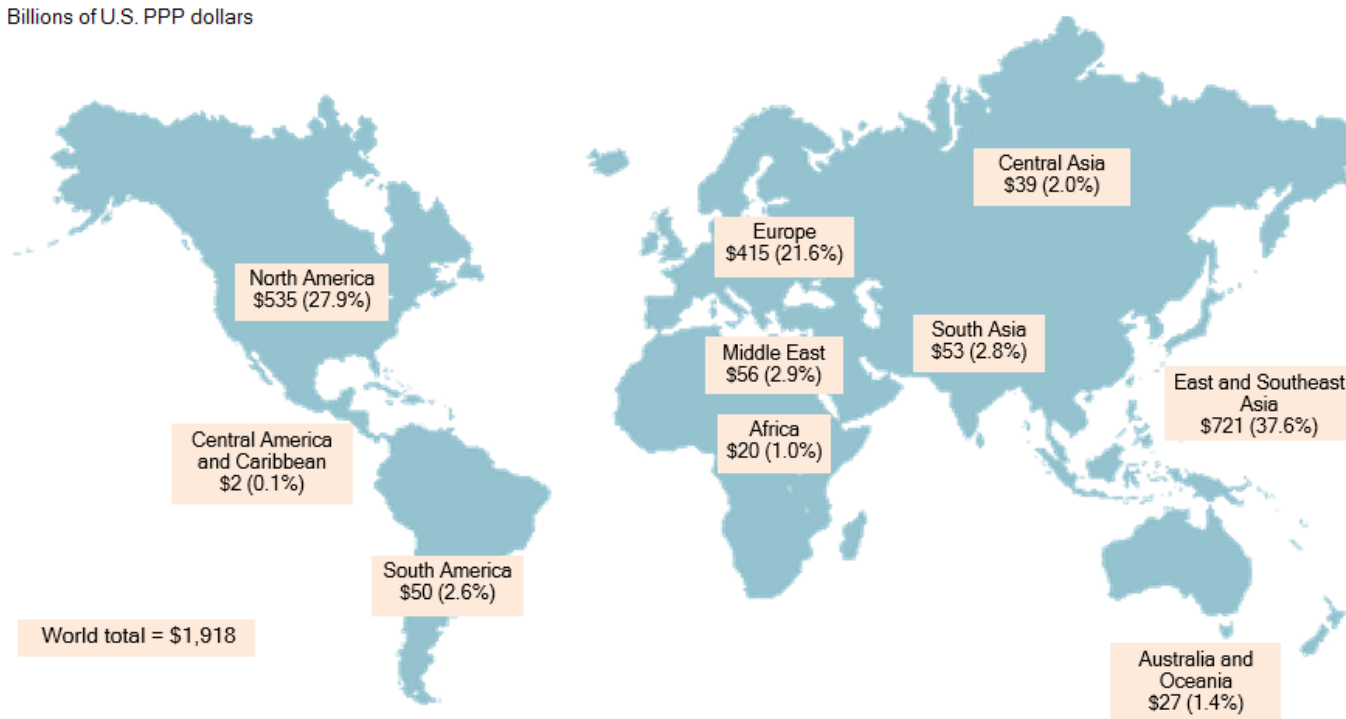 Billions of U.S. PPP dollars
Central Asia
$39 (2.0%)
Europe
$415 (21.6%)
North America
$535 (27.9%)
South Asia
$53 (2.8%)
Middle East
$56 (2.9%)
East and Southeast
Asia
$721 (37.6%)
Africa
$20 (1.0%)
Central America
and Caribbean
$2 (0.1%)
South America
$50 (2.6%)
World total = $1,918
Australia and
Oceania
$27 (1.4%)